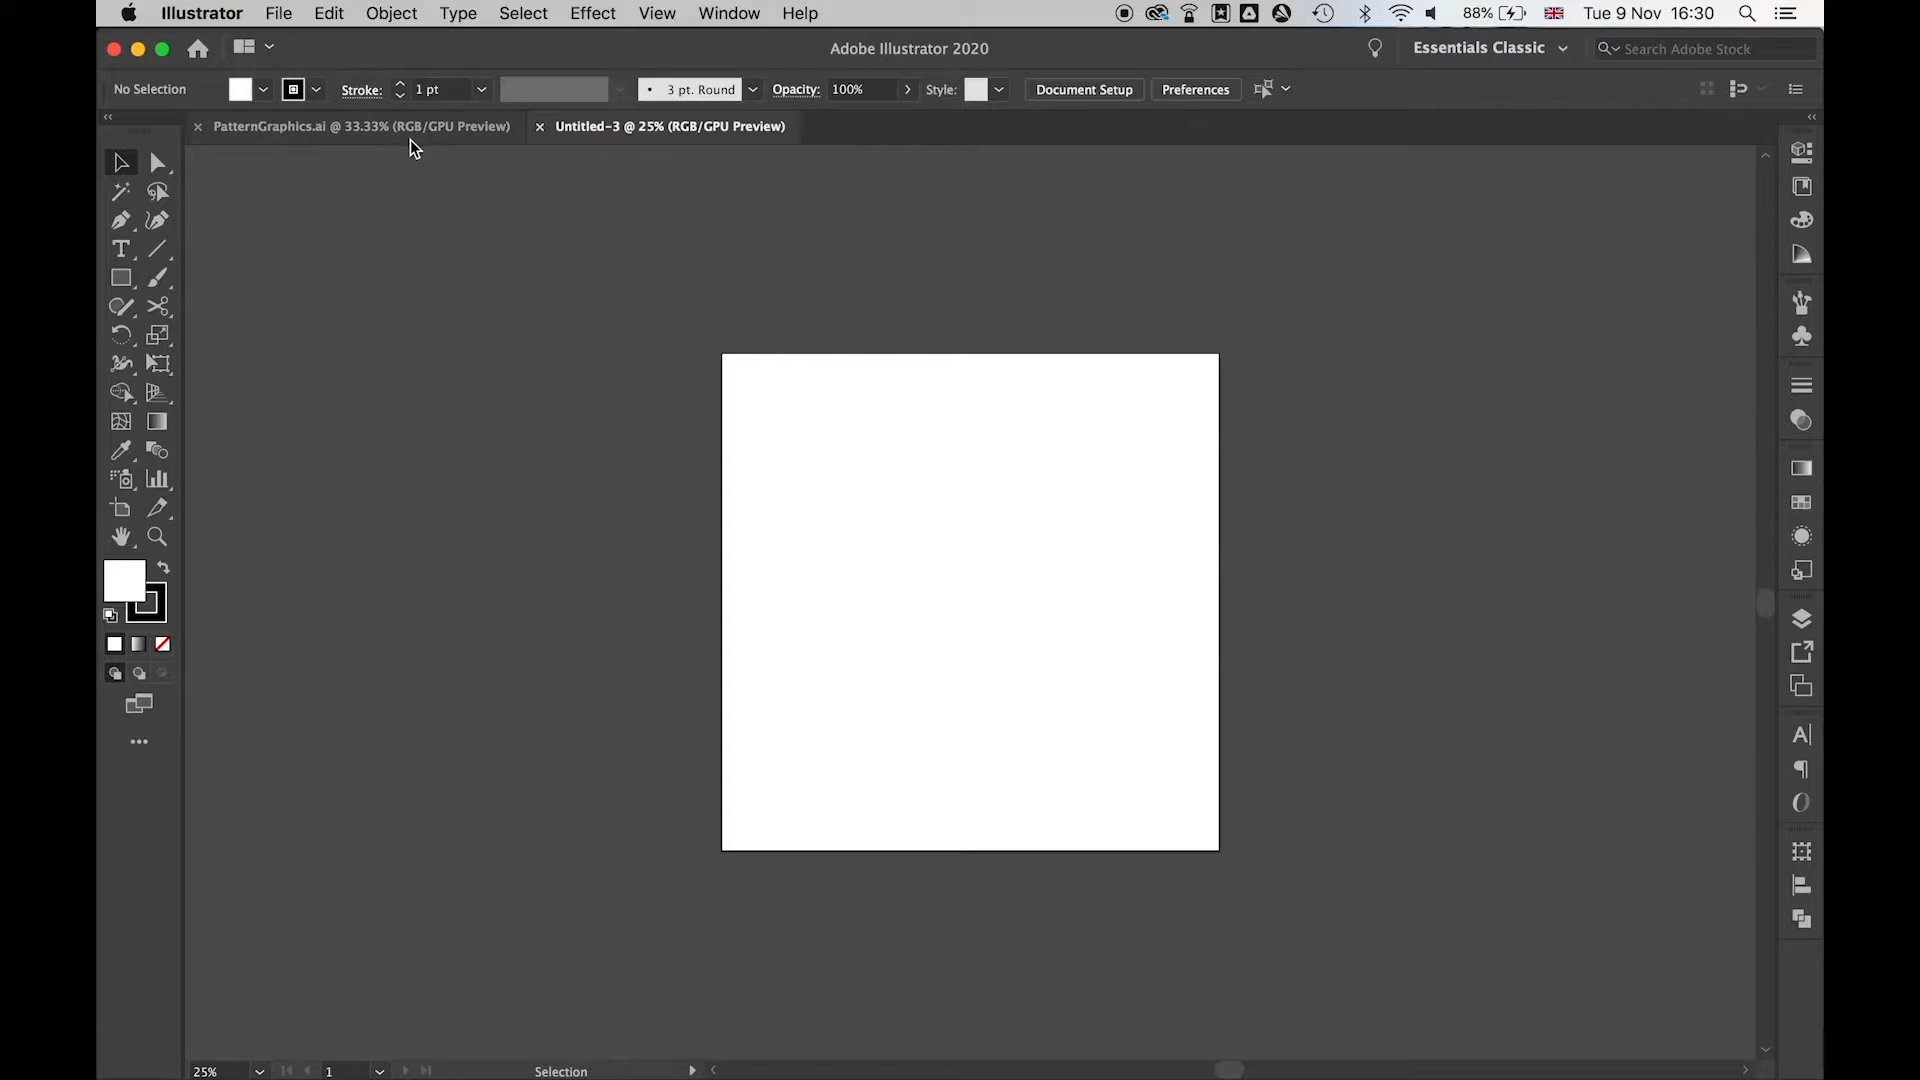 Illustrator File Edit Object Type Select Effect View Window Help 88% Tue 9 Nov 16:30
Adobe Illustrator 2020 Essentials Classic Search Adobe Stock
No Selection Stroke: 1 pt 3 pt. Round Opacity: 100% Style: Document Setup Preferences
PatternGraphics.ai @ 33.33% (RGB/GPU Preview) Untitled-3 @ 25% (RGB/GPU Preview)
25% 1 Selection